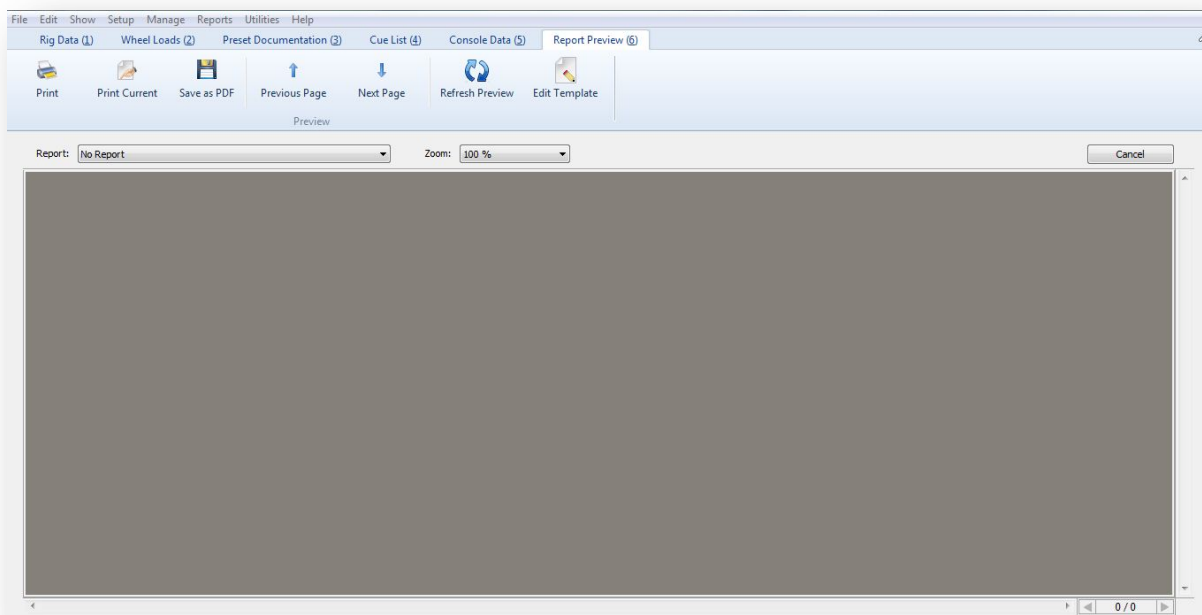 File Edit Show Setup Manage Reports Utilities Help
Rig Data (1) Wheel Loads (2) Preset Documentation (3) Cue List (4) Console Data (5) Report Preview (6)
Print Print Current Save as PDF Previous Page Next Page Refresh Preview Edit Template
Preview
Report: No Report Zoom: 100 % Cancel
0 / 0